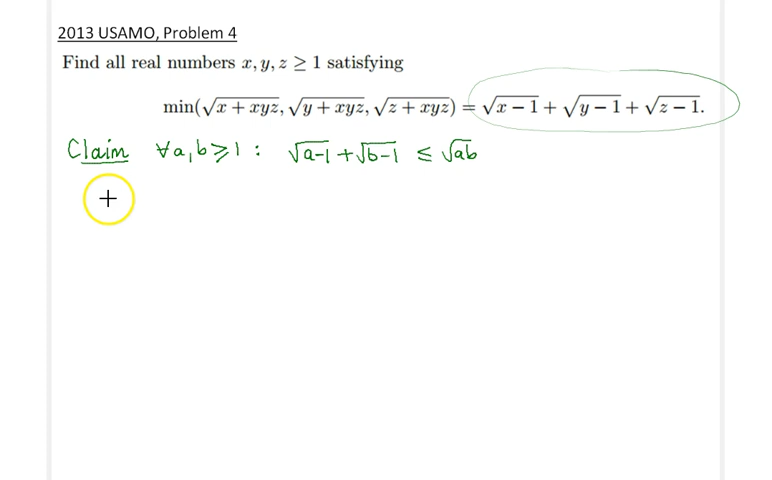 2013 USAMO, Problem 4
Find all real numbers x, y, z ≥ 1 satisfying
min(√(x + xyz), √(y + xyz), √(z + xyz)) = √(x − 1) + √(y − 1) + √(z − 1).
Claim ∀a,b ≥ 1 : √(a-1) + √(b-1) ≤ √(ab)